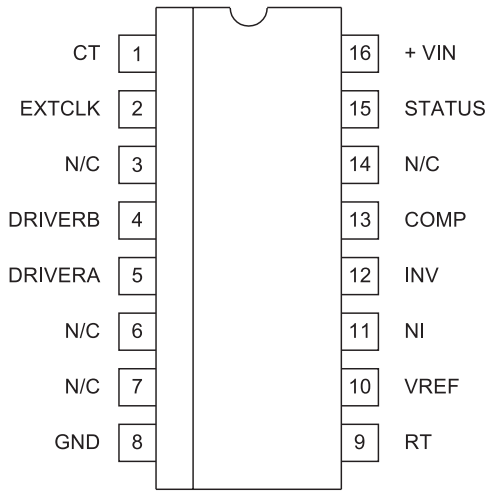 CT 1 16 + VIN
EXTCLK 2 15 STATUS
N/C 3 14 N/C
DRIVERB 4 13 COMP
DRIVERA 5 12 INV
N/C 6 11 NI
N/C 7 10 VREF
GND 8 9 RT